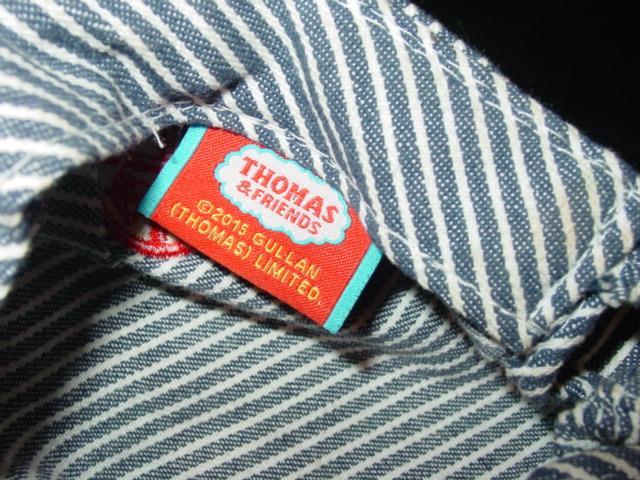 THOMAS
& FRIENDS
©2015 GULLAN
(THOMAS) LIMITED